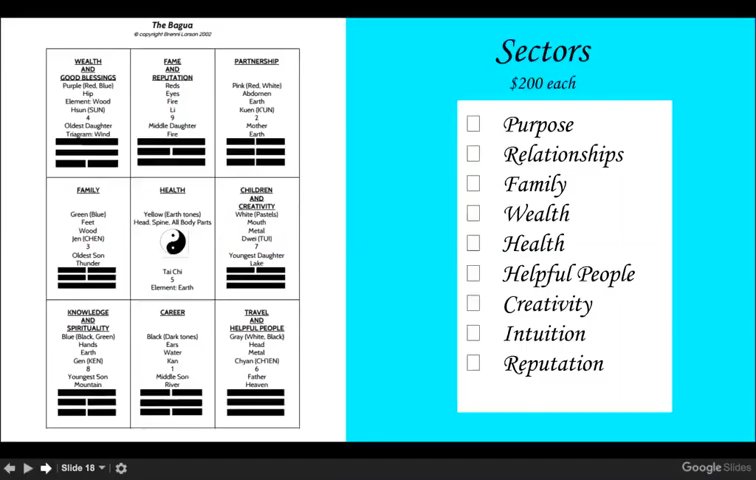 The Bagua
© copyright Brenni Larson 2002
WEALTH
AND
GOOD BLESSINGS
Purple (Red, Blue)
Hip
Element: Wood
Hsun (SUN)
4
Oldest Daughter
Triagram: Wind
FAME
AND
REPUTATION
Reds
Eyes
Fire
Li
9
Middle Daughter
Fire
PARTNERSHIP
Pink (Red, White)
Abdomen
Earth
Kuen (K'UN)
2
Mother
Earth
FAMILY
Green (Blue)
Feet
Wood
Jen (CHEN)
3
Oldest Son
Thunder
HEALTH
Yellow (Earth tones)
Head, Spine, All Body Parts
Tai Chi
5
Element: Earth
CHILDREN
AND
CREATIVITY
White (Pastels)
Mouth
Metal
Dwei (TUI)
7
Youngest Daughter
Lake
KNOWLEDGE
AND
SPIRITUALITY
Blue (Black, Green)
Hands
Earth
Gen (KEN)
8
Youngest Son
Mountain
CAREER
Black (Dark tones)
Ears
Water
Kan
1
Middle Son
River
TRAVEL
AND
HELPFUL PEOPLE
Gray (White, Black)
Head
Metal
Chyan (CH'IEN)
6
Father
Heaven
Sectors
$200 each
Purpose
Relationships
Family
Wealth
Health
Helpful People
Creativity
Intuition
Reputation
Slide 18
Google Slides